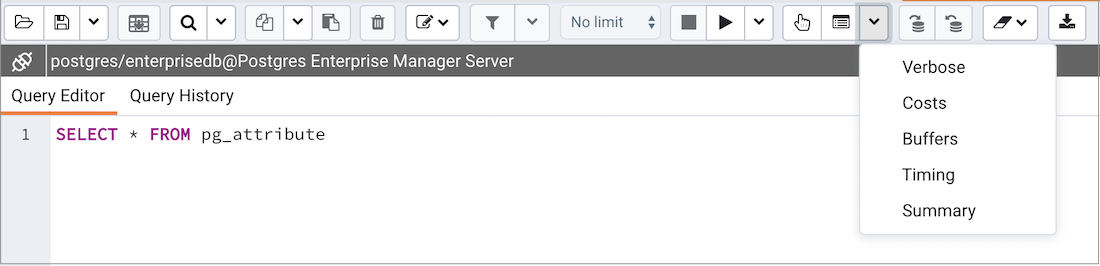 No limit
postgres/enterprisedb@Postgres Enterprise Manager Server
Query Editor Query History
1 SELECT * FROM pg_attribute
Verbose
Costs
Buffers
Timing
Summary